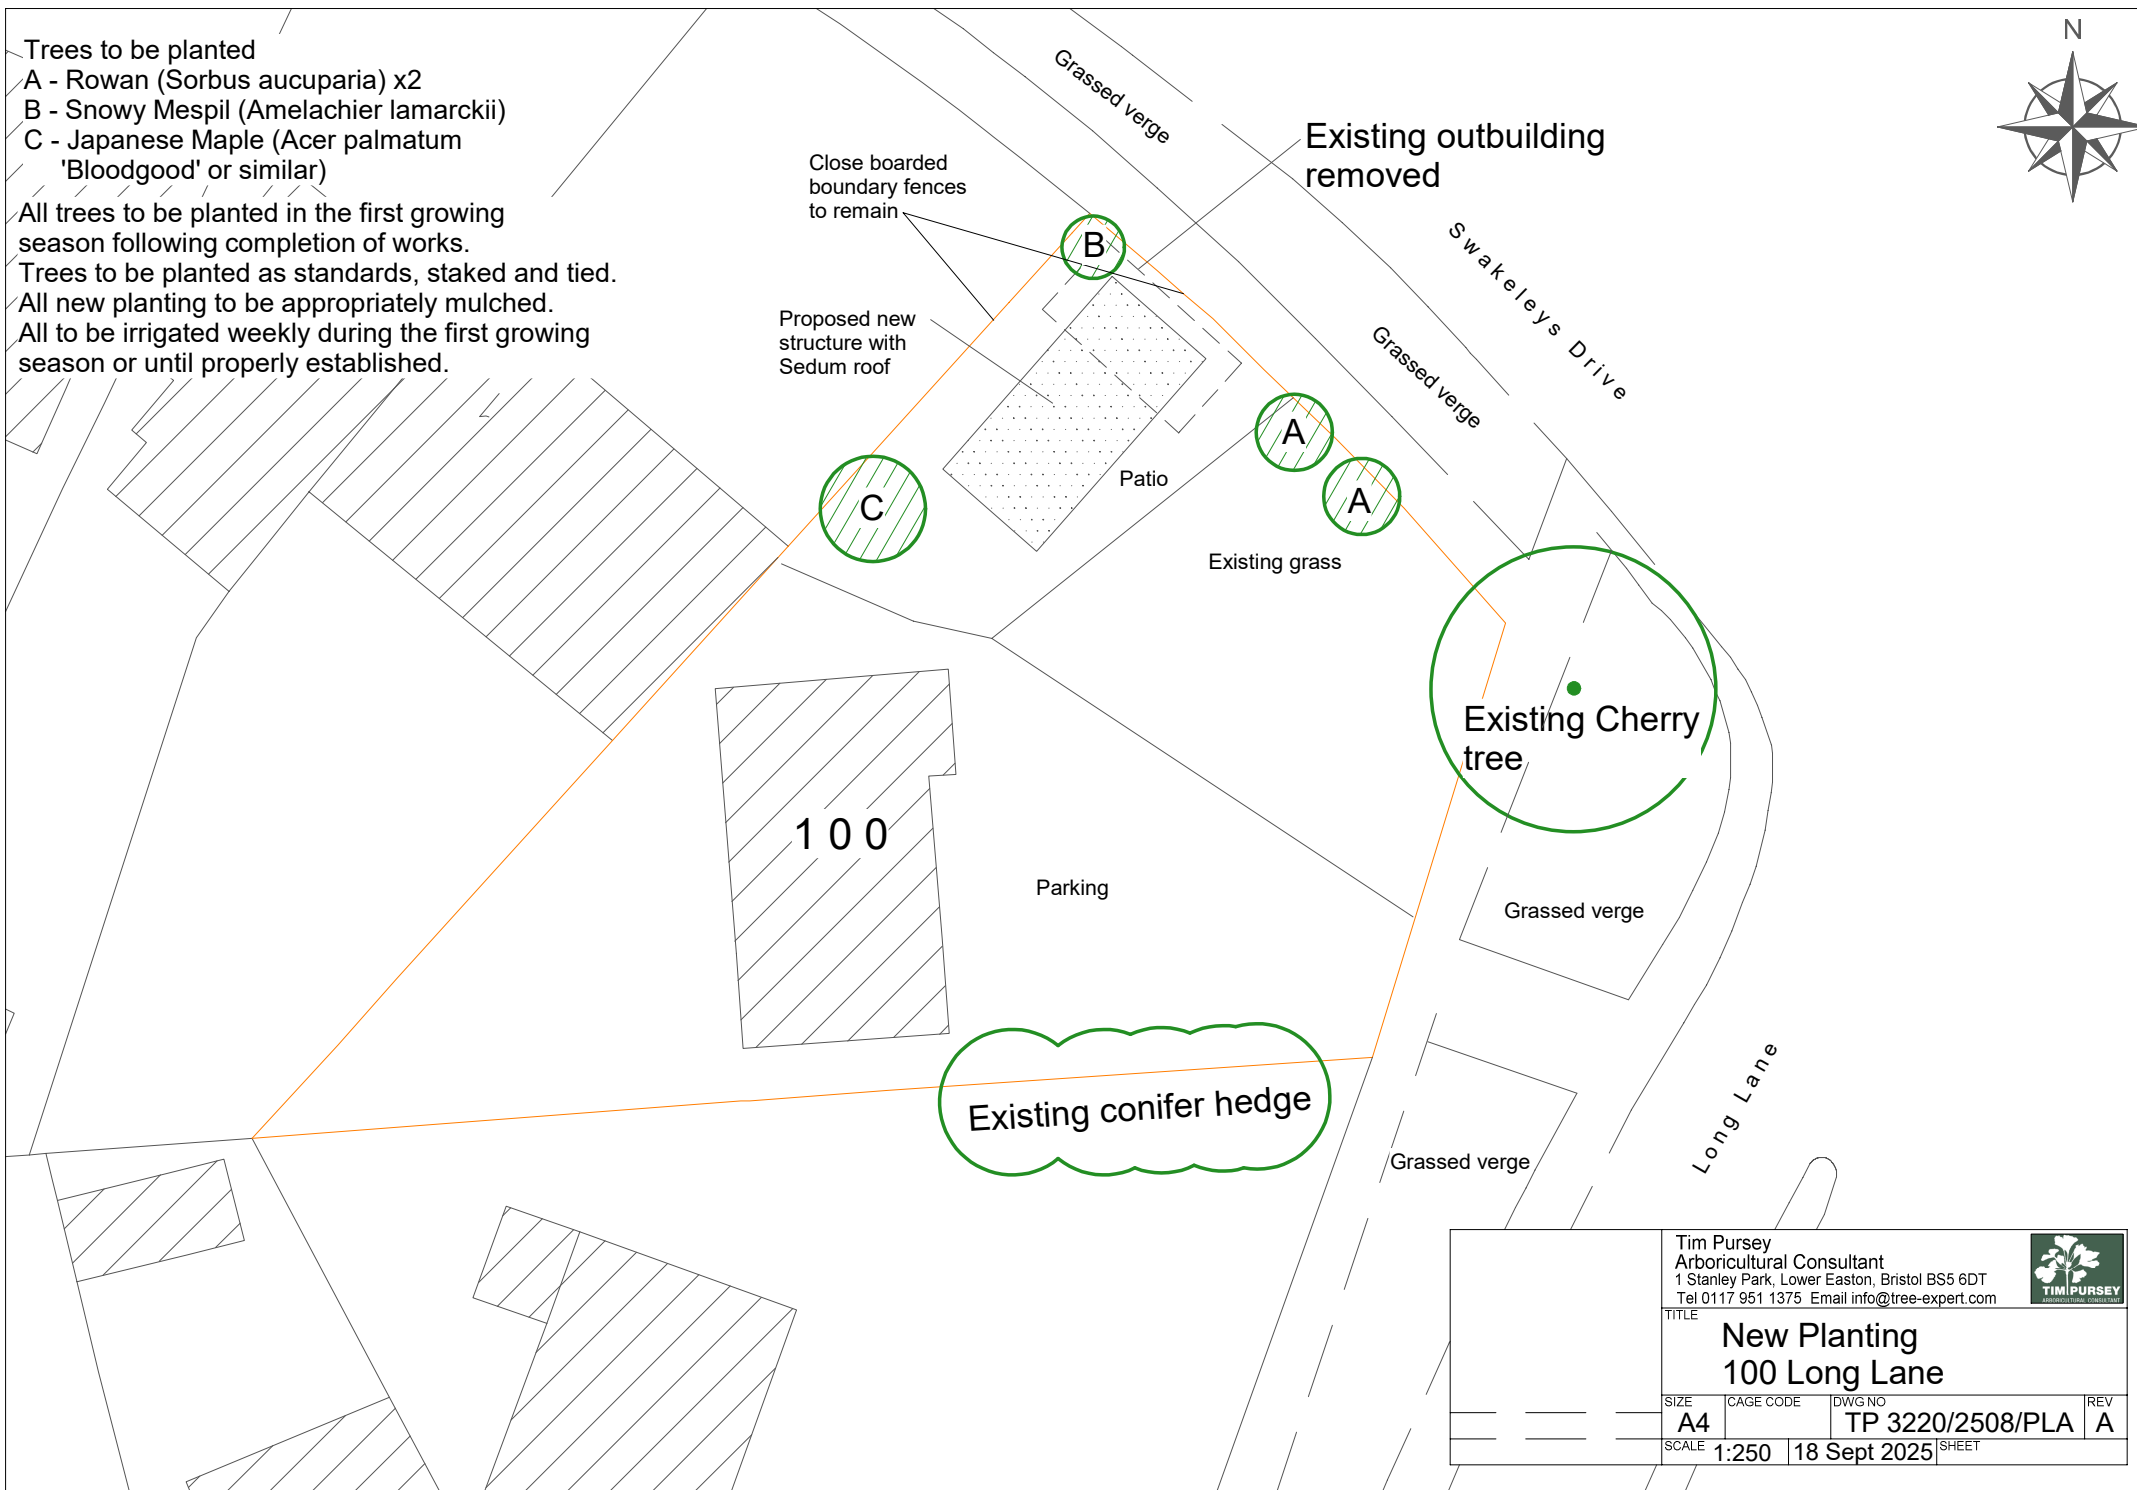 Trees to be planted
A - Rowan (Sorbus aucuparia) x2
B - Snowy Mespil (Amelachier lamarckii)
C - Japanese Maple (Acer palmatum
'Bloodgood' or similar)
All trees to be planted in the first growing
season following completion of works.
Trees to be planted as standards, staked and tied.
All new planting to be appropriately mulched.
All to be irrigated weekly during the first growing
season or until properly established.
N
Grassed verge
Existing outbuilding
removed
Close boarded
boundary fences
to remain
B
Swakeleys Drive
Proposed new
structure with
Sedum roof
Grassed verge
A
A
Patio
C
Existing grass
Existing Cherry
tree
100
Parking
Grassed verge
Existing conifer hedge
Long Lane
Grassed verge
Tim Pursey
Arboricultural Consultant
1 Stanley Park, Lower Easton, Bristol BS5 6DT
Tel 0117 951 1375 Email info@tree-expert.com
TIM PURSEY
ARBORICULTURAL CONSULTANT
TITLE
New Planting
100 Long Lane
SIZE
A4
CAGE CODE
DWG NO
TP 3220/2508/PLA
REV
A
SCALE 1:250
18 Sept 2025
SHEET